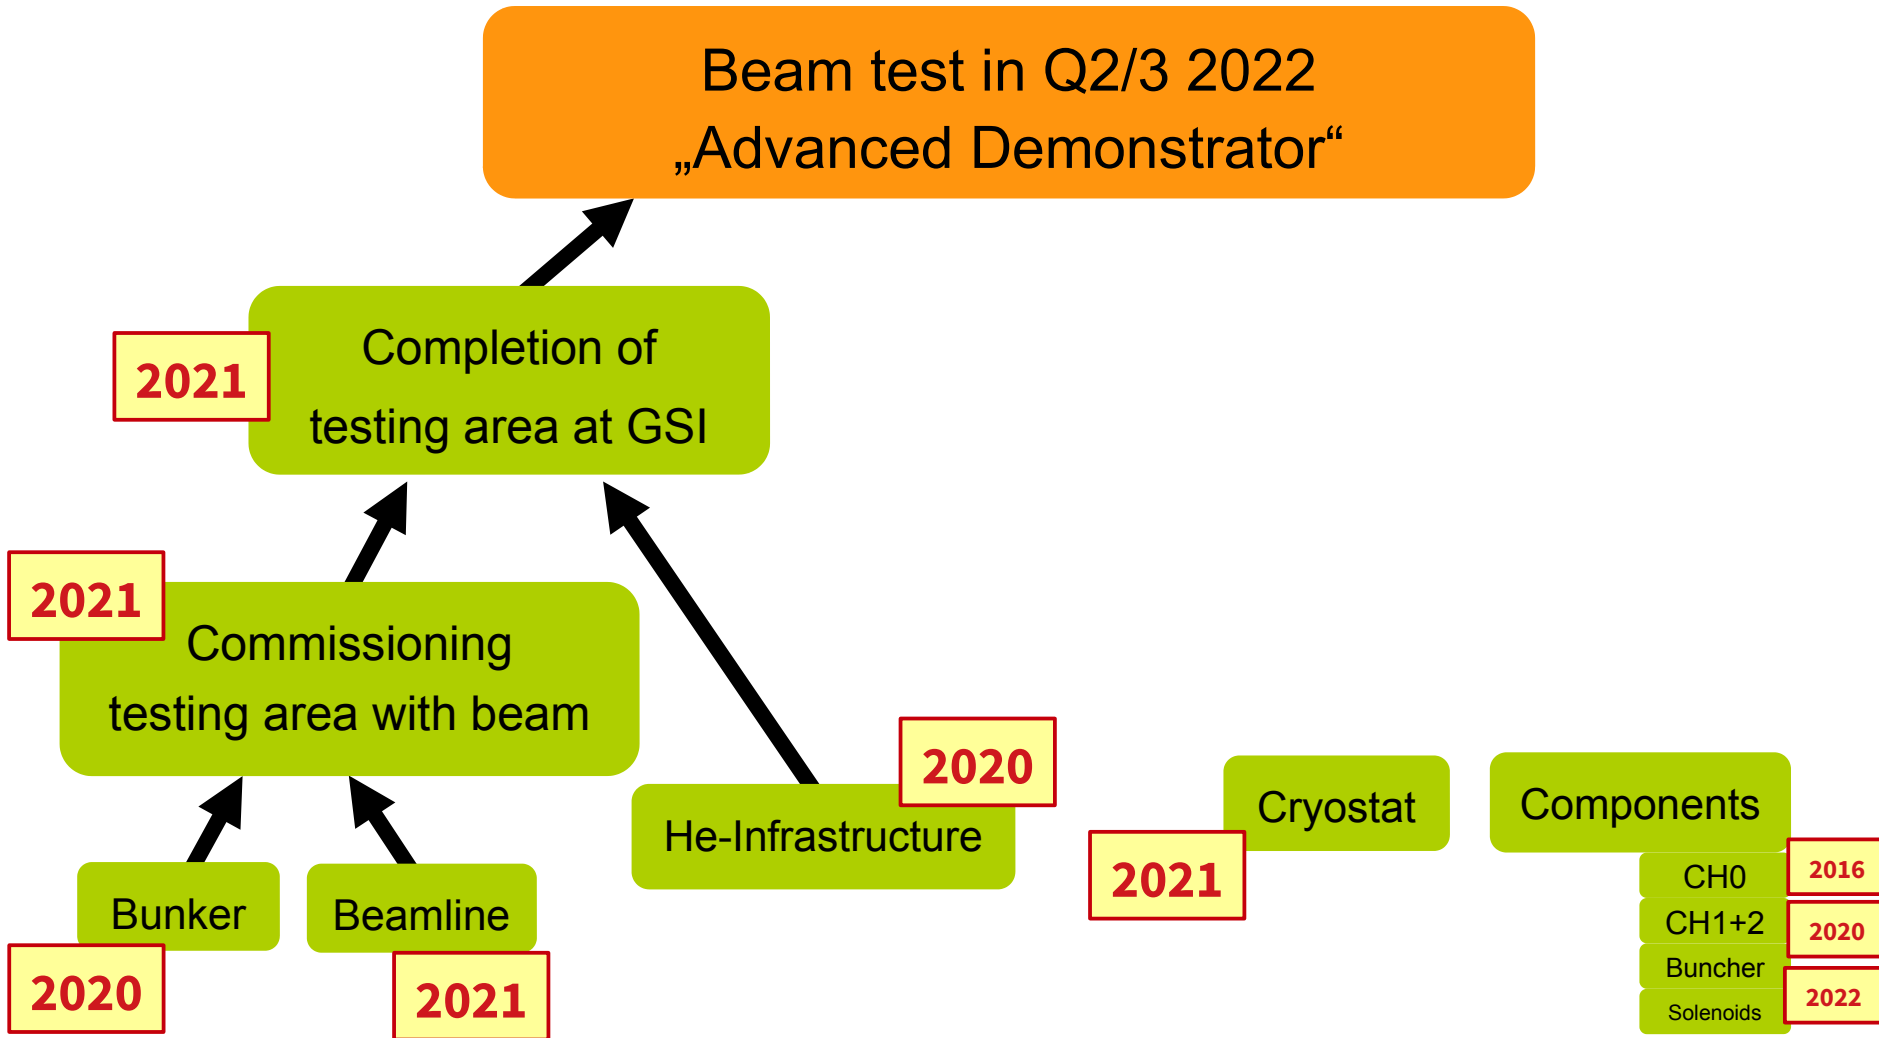 Beam test in Q2/3 2022
„Advanced Demonstrator“
Completion of
testing area at GSI
2021
2021
Commissioning
testing area with beam
2020
He-Infrastructure
Cryostat
2021
Components
CH0
2016
CH1+2
2020
Buncher
2022
Solenoids
Bunker
2020
Beamline
2021